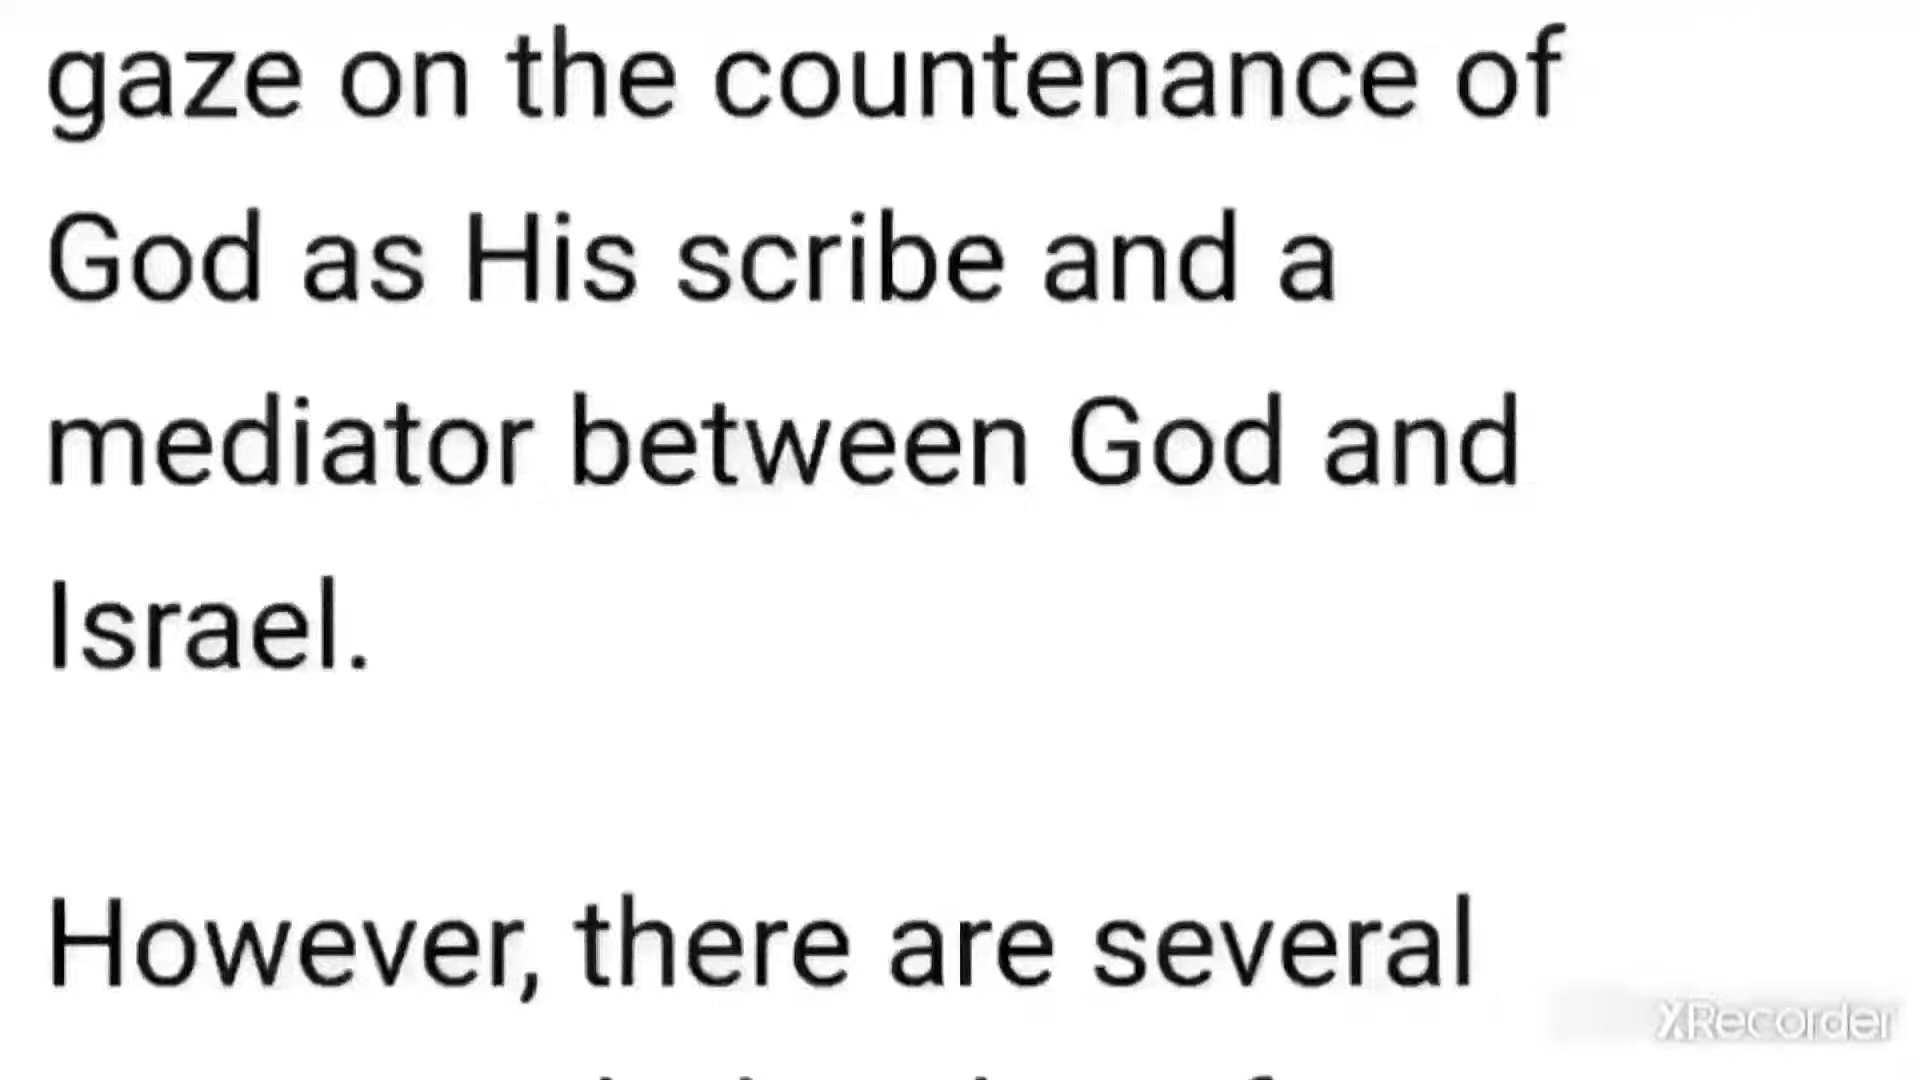 gaze on the countenance of
God as His scribe and a
mediator between God and
Israel.
However, there are several
XRecorder